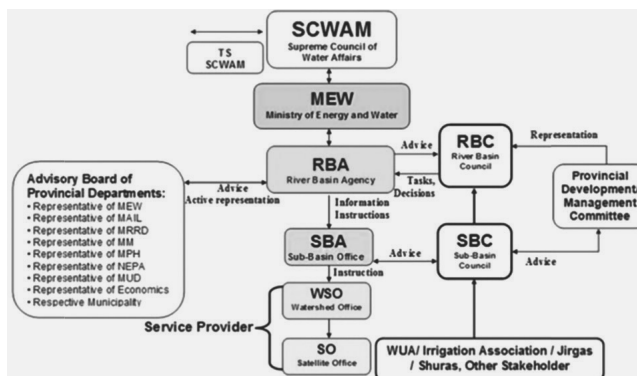 SCWAM
Supreme Council of
Water Affairs
TS
SCWAM
MEW
Ministry of Energy and Water
RBA
River Basin Agency
Advice
Tasks,
Decisions
RBC
River Basin
Council
Representation
Provincial
Developmental
Management
Committee
Advisory Board of
Provincial Departments:
• Representative of MEW
• Representative of MAIL
• Representative of MRRD
• Representative of MM
• Representative of MPH
• Representative of NEPA
• Representative of MUD
• Representative of Economics
• Respective Municipality
Advice
Active representation
Information
Instructions
SBA
Sub-Basin Office
Advice
SBC
Sub-Basin
Council
Advice
Instruction
WSO
Watershed Office
Service Provider
SO
Satellite Office
WUA/ Irrigation Association / Jirgas
/ Shuras, Other Stakeholder